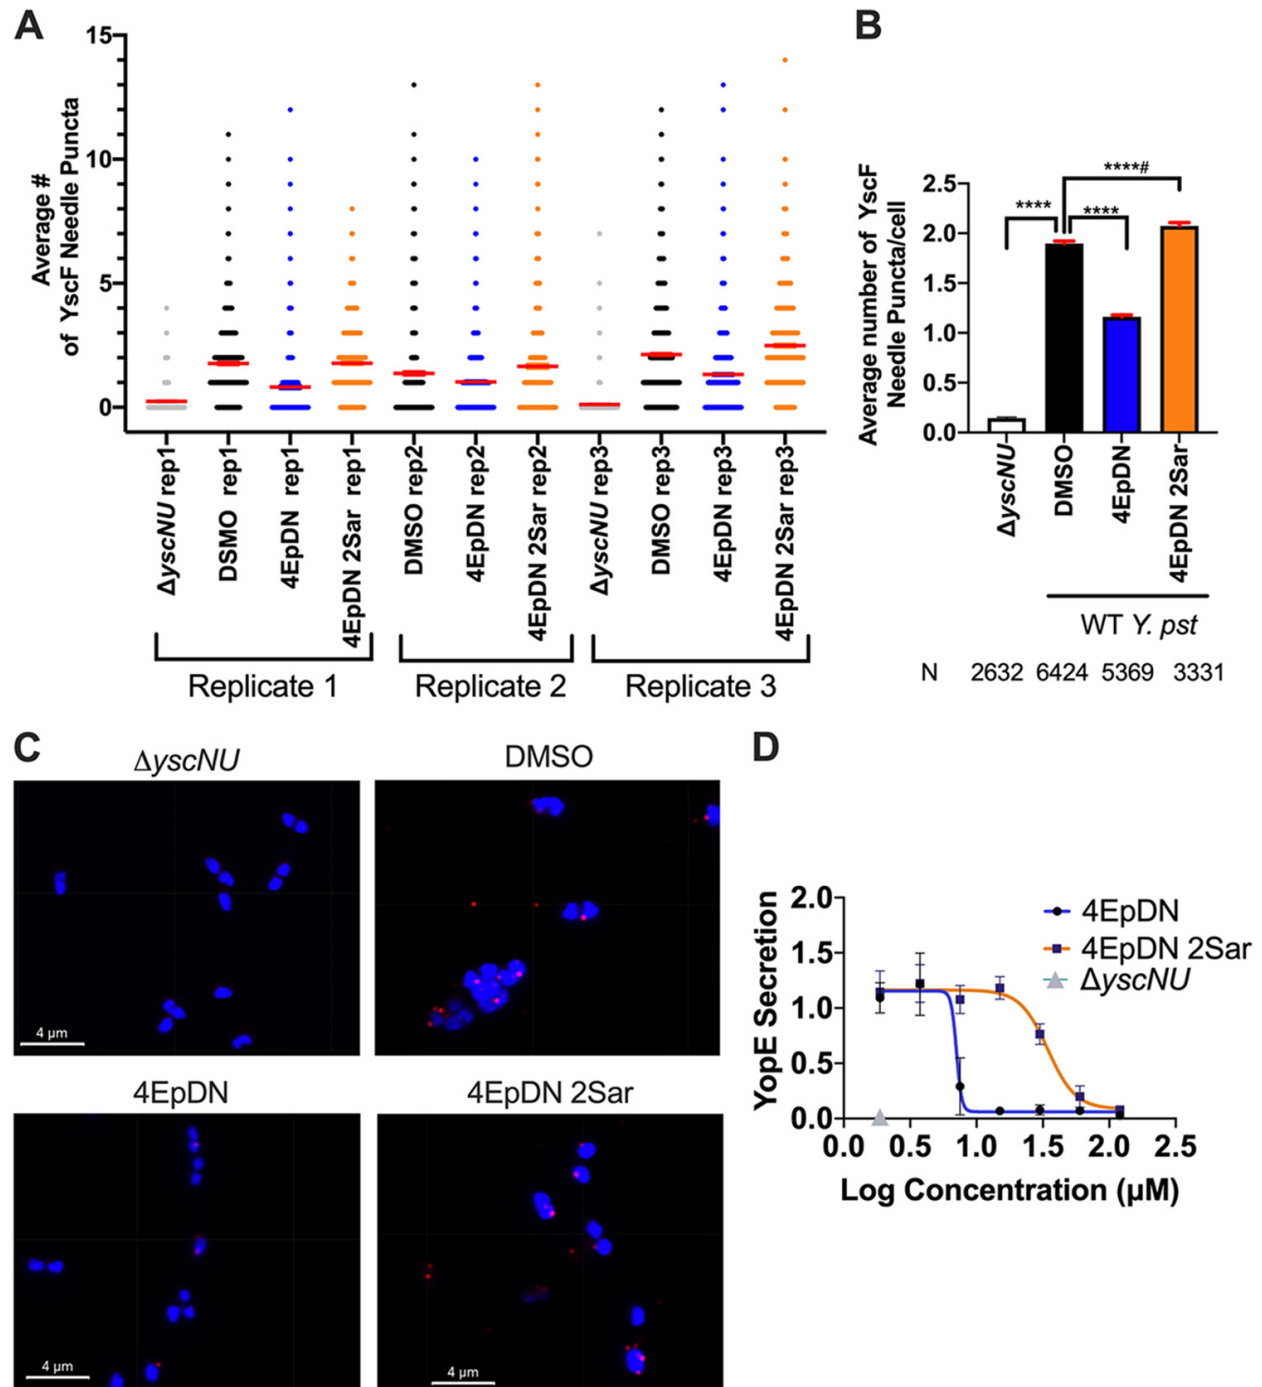 A
15
10
5
0
Average #
of YscF Needle Puncta
ΔyscNU rep1
DSMO rep1
4EpDN rep1
4EpDN 2Sar rep1
DMSO rep2
4EpDN rep2
4EpDN 2Sar rep2
ΔyscNU rep3
DMSO rep3
4EpDN rep3
4EpDN 2Sar rep3
Replicate 1
Replicate 2
Replicate 3
B
Average number of YscF
Needle Puncta/cell
2.5
2.0
1.5
1.0
0.5
0.0
****#
****
****
ΔyscNU
DMSO
4EpDN
4EpDN 2Sar
WT Y. pst
N 2632 6424 5369 3331
C
ΔyscNU
DMSO
4 μm
4EpDN
4EpDN 2Sar
4 μm
4 μm
D
YopE Secretion
2.0
1.5
1.0
0.5
0.0
0.0 0.5 1.0 1.5 2.0 2.5
Log Concentration (μM)
4EpDN
4EpDN 2Sar
ΔyscNU